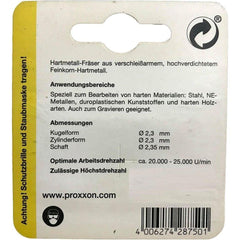 Achtung! Schutzbrille und Staubmaske tragen!
Hartmetall-Fräser aus verschleißarmem, hochverdichtetem
Feinkorn-Hartmetall.
Anwendungsbereiche
Speziell zum Bearbeiten von harten Materialien: Stahl, NE-
Metallen, duroplastischen Kunststoffen und harten Holz-
arten. Auch zum Gravieren geeignet.
Abmessungen
Kugelform Ø 2,3 mm
Zylinderform Ø 2,3 mm
Schaft Ø 2,35 mm
Optimale Arbeitsdrehzahl ca. 20.000 - 25.000 U/min
Zulässige Höchstdrehzahl
www.proxxon.com
4 006274 287501